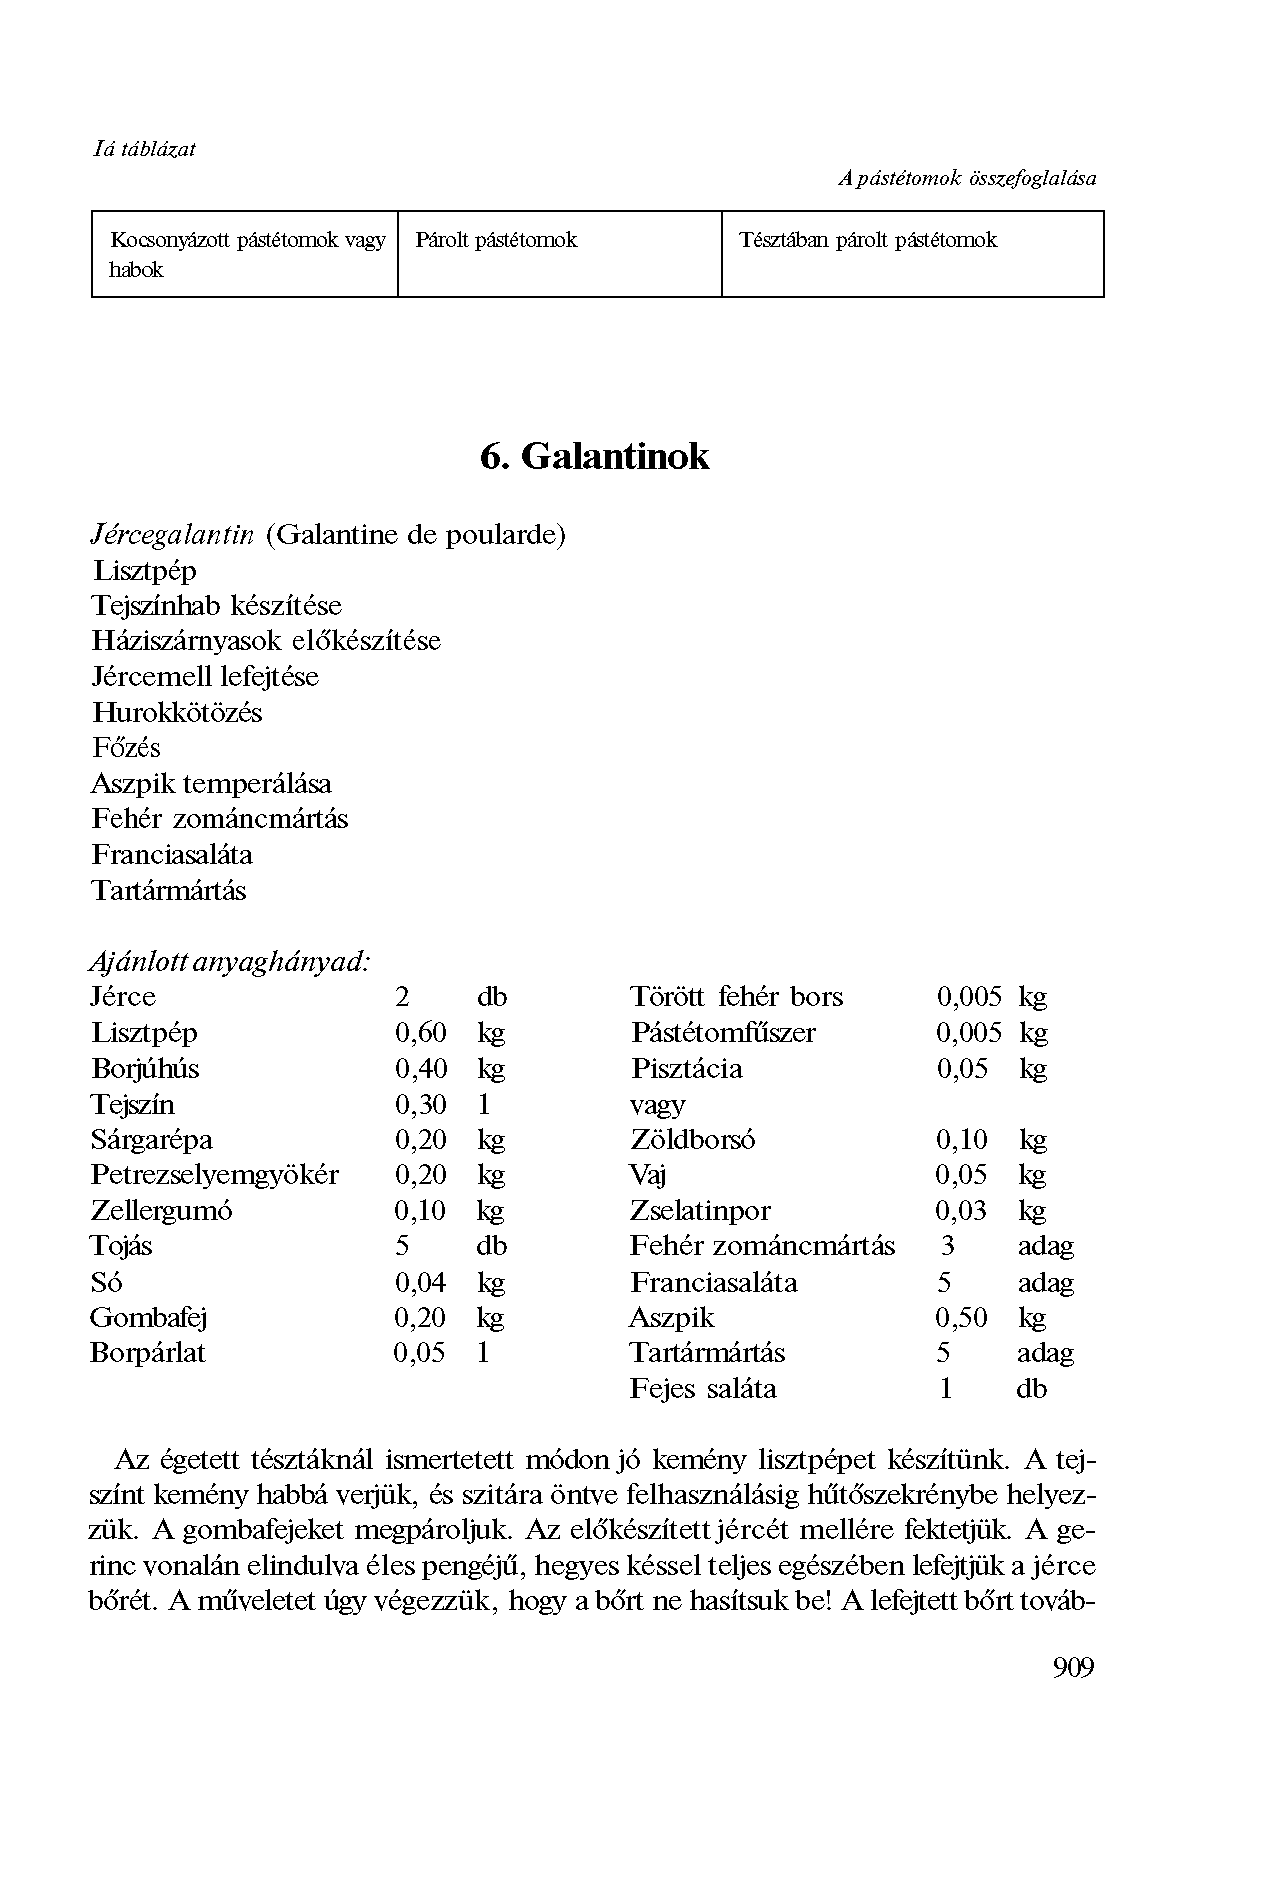 Iá táblázat
A pástétomok összefoglalása
Kocsonyázott pástétomok vagy habok
Párolt pástétomok
Tésztában párolt pástétomok
6. Galantinok
Jércegalantin (Galantine de poularde)
Lisztpép
Tejszínhab készítése
Háziszárnyasok előkészítése
Jércemell lefejtése
Hurokkötözés
Főzés
Aszpik temperálása
Fehér zománcmártás
Franciasaláta
Tartármártás
Ajánlott anyaghányad:
Jérce 2 db
Lisztpép 0,60 kg
Borjúhús 0,40 kg
Tejszín 0,30 1
Sárgarépa 0,20 kg
Petrezselyemgyökér 0,20 kg
Zellergumó 0,10 kg
Tojás 5 db
Só 0,04 kg
Gombafej 0,20 kg
Borpárlat 0,05 1
Törött fehér bors 0,005 kg
Pástétomfűszer 0,005 kg
Pisztácia 0,05 kg
vagy
Zöldborsó 0,10 kg
Vaj 0,05 kg
Zselatinpor 0,03 kg
Fehér zománcmártás 3 adag
Franciasaláta 5 adag
Aszpik 0,50 kg
Tartármártás 5 adag
Fejes saláta 1 db
Az égetett tésztáknál ismertetett módon jó kemény lisztpépet készítünk. A tej-
színt kemény habbá verjük, és szitára öntve felhasználásig hűtőszekrénybe helyez-
zük. A gombafejeket megpároljuk. Az előkészített jércét mellére fektetjük. A ge-
rinc vonalán elindulva éles pengéjű, hegyes késsel teljes egészében lefejtjük a jérce
bőrét. A műveletet úgy végezzük, hogy a bőrt ne hasítsuk be! A lefejtett bőrt továb-
909